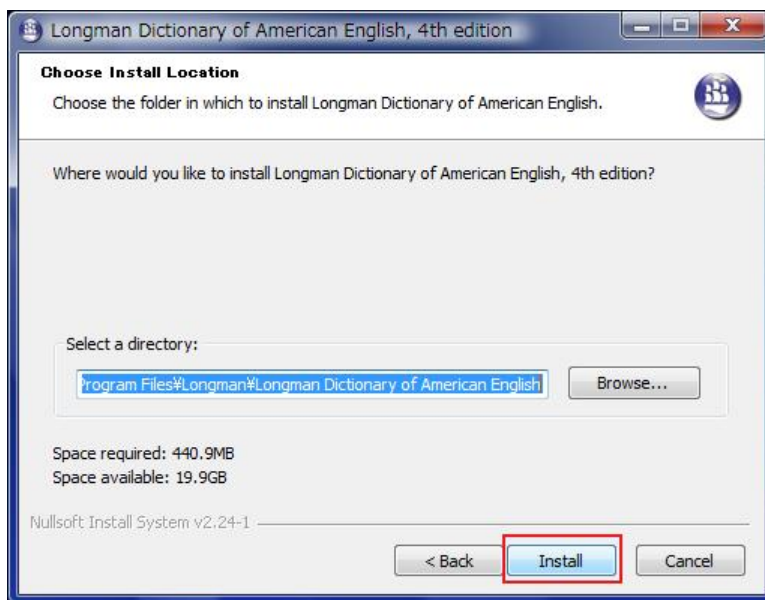 Longman Dictionary of American English, 4th edition
Choose Install Location
Choose the folder in which to install Longman Dictionary of American English.
Where would you like to install Longman Dictionary of American English, 4th edition?
Select a directory:
Program Files¥Longman¥Longman Dictionary of American English
Browse...
Space required: 440.9MB
Space available: 19.9GB
Nullsoft Install System v2.24-1
< Back Install Cancel